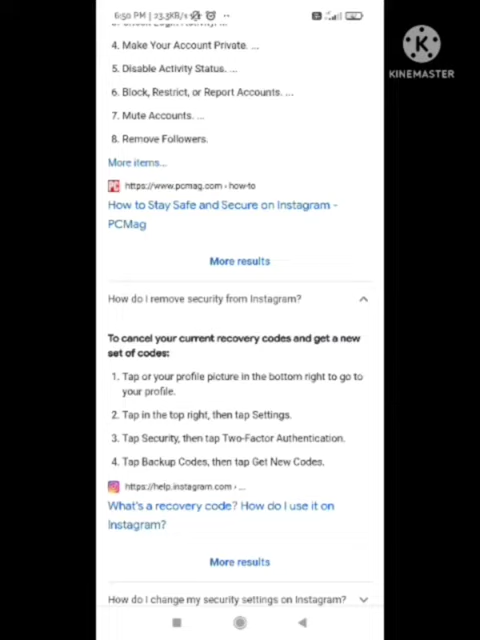 6:50 PM | 23.3KB/s
K
KINEMASTER
4. Make Your Account Private. ...
5. Disable Activity Status. ...
6. Block, Restrict, or Report Accounts. ...
7. Mute Accounts. ...
8. Remove Followers.
More items...
PC https://www.pcmag.com › how-to
How to Stay Safe and Secure on Instagram -
PCMag
More results
How do I remove security from Instagram?
To cancel your current recovery codes and get a new
set of codes:
1. Tap or your profile picture in the bottom right to go to
your profile.
2. Tap in the top right, then tap Settings.
3. Tap Security, then tap Two-Factor Authentication.
4. Tap Backup Codes, then tap Get New Codes.
https://help.instagram.com › ...
What's a recovery code? How do I use it on
Instagram?
More results
How do I change my security settings on Instagram?